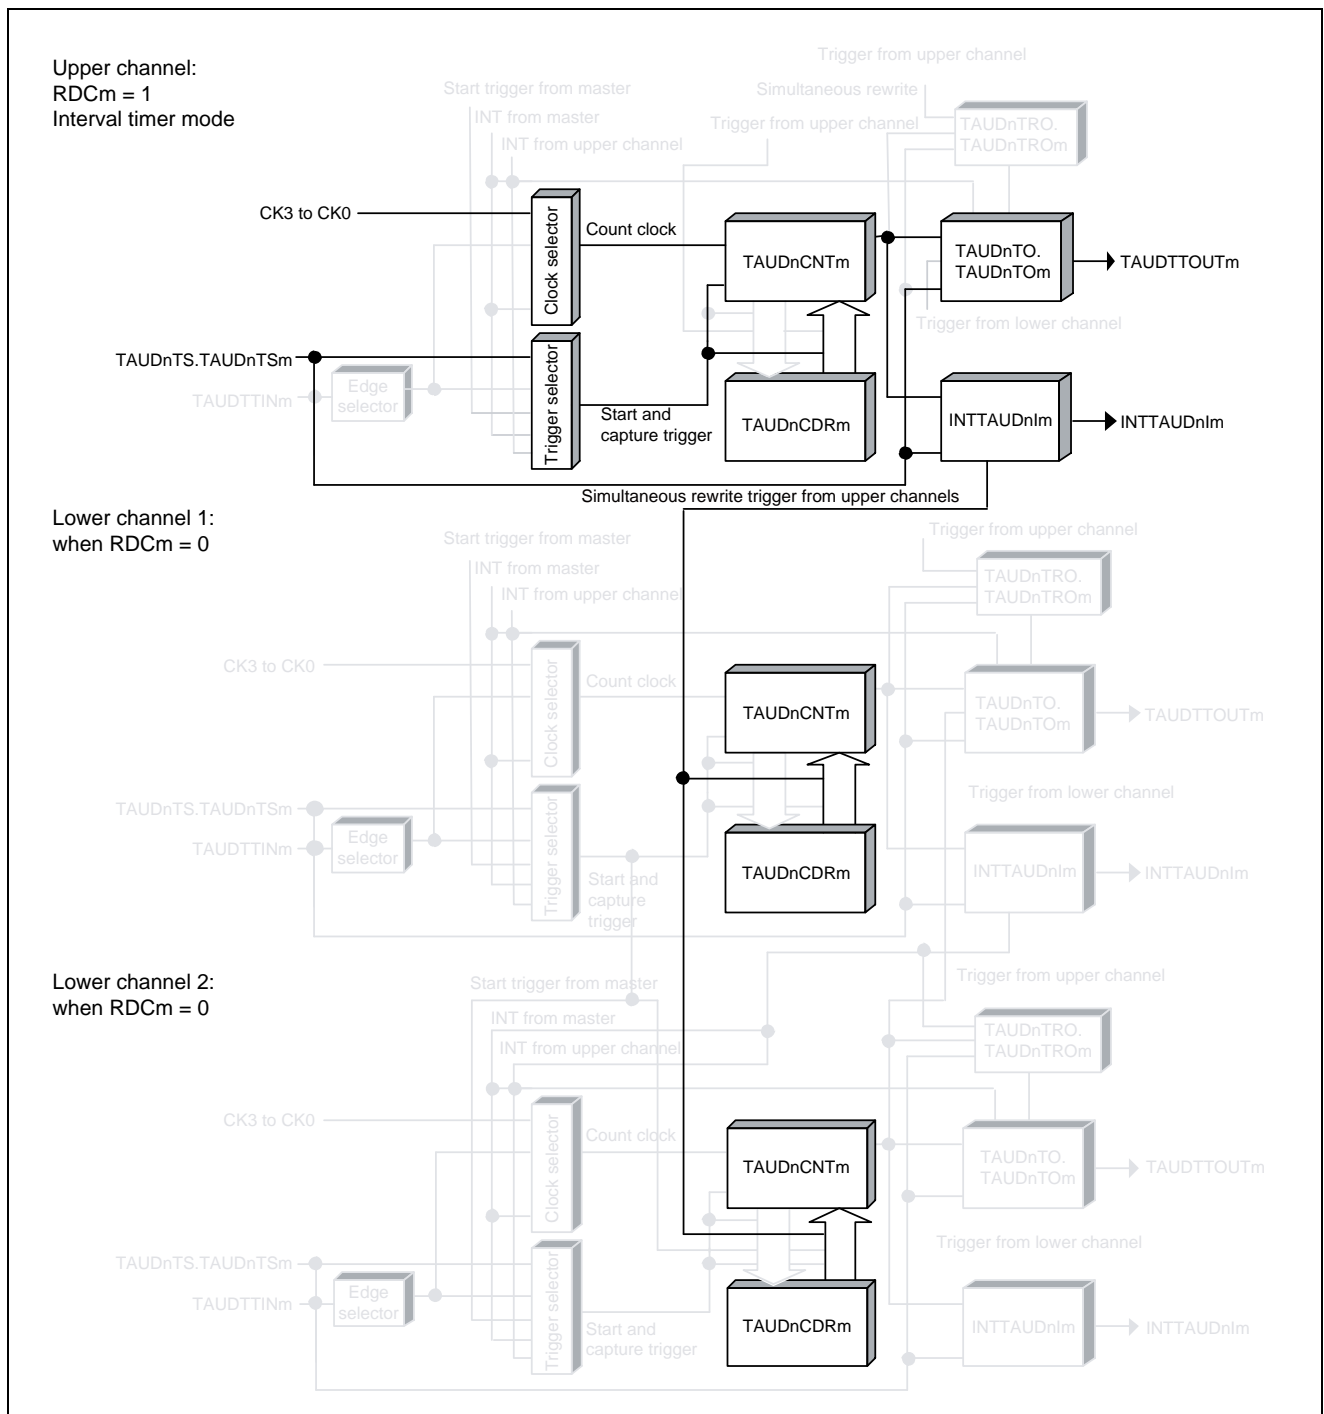 Upper channel:
RDCm = 1
Interval timer mode
Trigger from upper channel
Start trigger from master
Simultaneous rewrite
INT from master
Trigger from upper channel
TAUDnTRO.
TAUDnTROm
INT from upper channel
CK3 to CK0
Clock selector
Count clock
TAUDnCNTm
TAUDnTO.
TAUDnTOm
TAUDTTOUTm
Trigger from lower channel
TAUDnTS.TAUDnTSm
TAUDTTINm
Edge
selector
Trigger selector
Start and
capture trigger
TAUDnCDRm
INTTAUDnIm
INTTAUDnIm
Simultaneous rewrite trigger from upper channels
Lower channel 1:
when RDCm = 0
Trigger from upper channel
Start trigger from master
INT from master
TAUDnTRO.
TAUDnTROm
INT from upper channel
CK3 to CK0
Clock selector
Count clock
TAUDnCNTm
TAUDnTO.
TAUDnTOm
TAUDTTOUTm
Trigger from lower channel
TAUDnTS.TAUDnTSm
TAUDTTINm
Edge
selector
Trigger selector
Start and
capture
trigger
TAUDnCDRm
INTTAUDnIm
INTTAUDnIm
Lower channel 2:
when RDCm = 0
Trigger from upper channel
Start trigger from master
INT from master
TAUDnTRO.
TAUDnTROm
INT from upper channel
CK3 to CK0
Clock selector
Count clock
TAUDnCNTm
TAUDnTO.
TAUDnTOm
TAUDTTOUTm
Trigger from lower channel
TAUDnTS.TAUDnTSm
TAUDTTINm
Edge
selector
Trigger selector
Start and
capture trigger
TAUDnCDRm
INTTAUDnIm
INTTAUDnIm